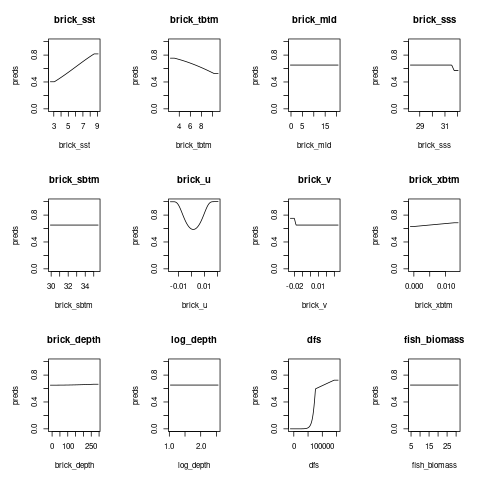 brick_sst brick_tbtm brick_mld brick_sss
preds 0.0 0.4 0.8 preds 0.0 0.4 0.8 preds 0.0 0.4 0.8 preds 0.0 0.4 0.8
3 5 7 9 4 6 8 0 5 15 29 31
brick_sst brick_tbtm brick_mld brick_sss
brick_sbtm brick_u brick_v brick_xbtm
preds 0.0 0.4 0.8 preds 0.0 0.4 0.8 preds 0.0 0.4 0.8 preds 0.0 0.4 0.8
30 32 34 -0.01 0.01 -0.02 0.01 0.000 0.010
brick_sbtm brick_u brick_v brick_xbtm
brick_depth log_depth dfs fish_biomass
preds 0.0 0.4 0.8 preds 0.0 0.4 0.8 preds 0.0 0.4 0.8 preds 0.0 0.4 0.8
0 100 250 1.0 2.0 0 100000 5 15 25
brick_depth log_depth dfs fish_biomass